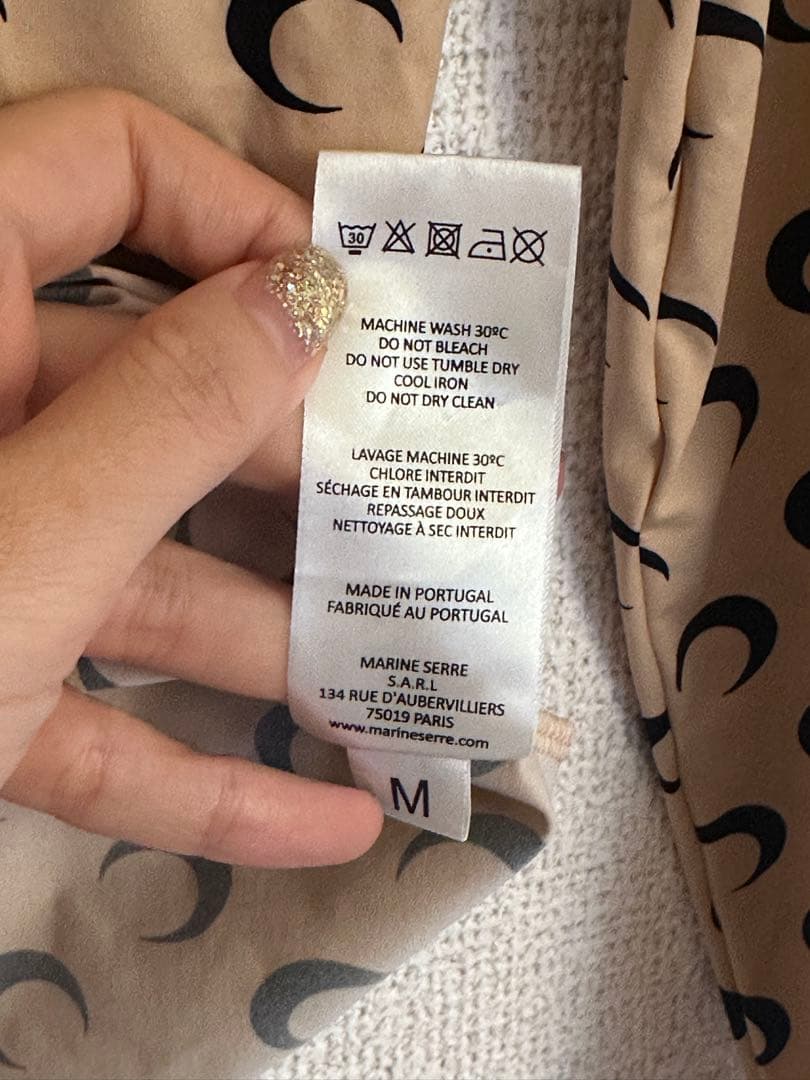 30
MACHINE WASH 30ºC
DO NOT BLEACH
DO NOT USE TUMBLE DRY
COOL IRON
DO NOT DRY CLEAN
LAVAGE MACHINE 30ºC
CHLORE INTERDIT
SÉCHAGE EN TAMBOUR INTERDIT
REPASSAGE DOUX
NETTOYAGE À SEC INTERDIT
MADE IN PORTUGAL
FABRIQUÉ AU PORTUGAL
MARINE SERRE
S.A.R.L
134 RUE D'AUBERVILLIERS
75019 PARIS
www.marineserre.com
M